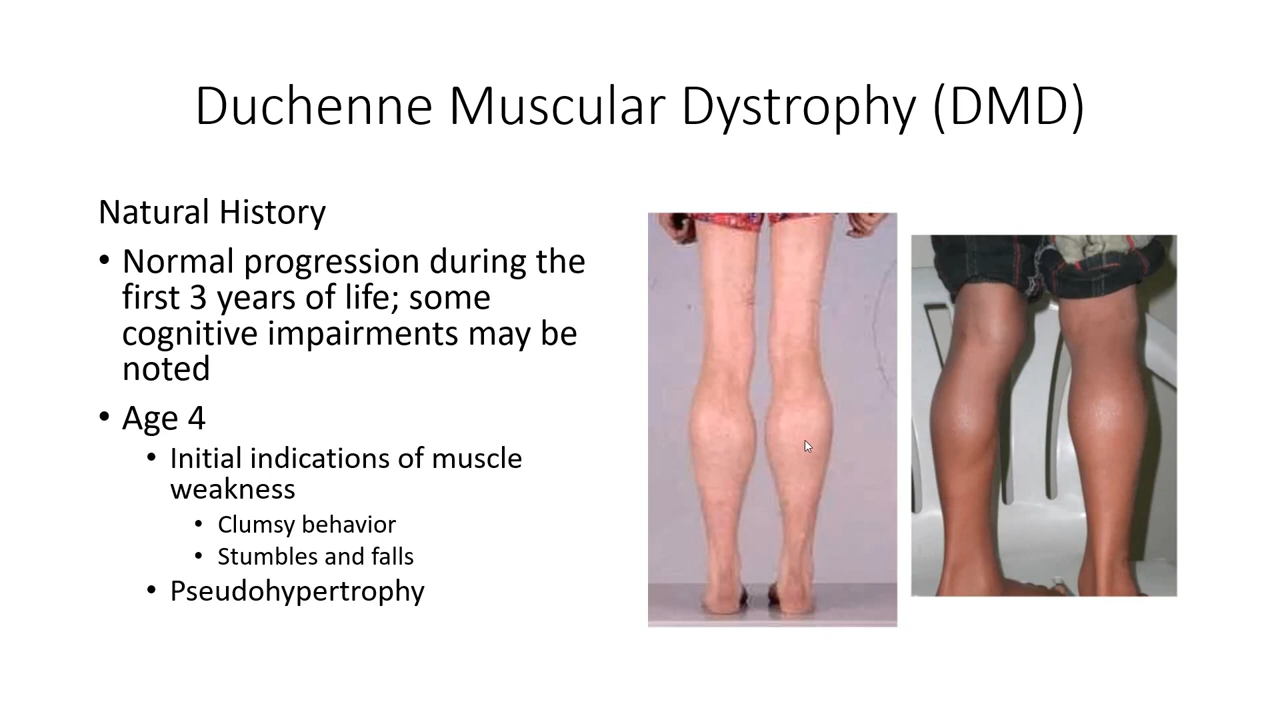 Duchenne Muscular Dystrophy (DMD)
Natural History
• Normal progression during the
first 3 years of life; some
cognitive impairments may be
noted
• Age 4
• Initial indications of muscle
weakness
• Clumsy behavior
• Stumbles and falls
• Pseudohypertrophy